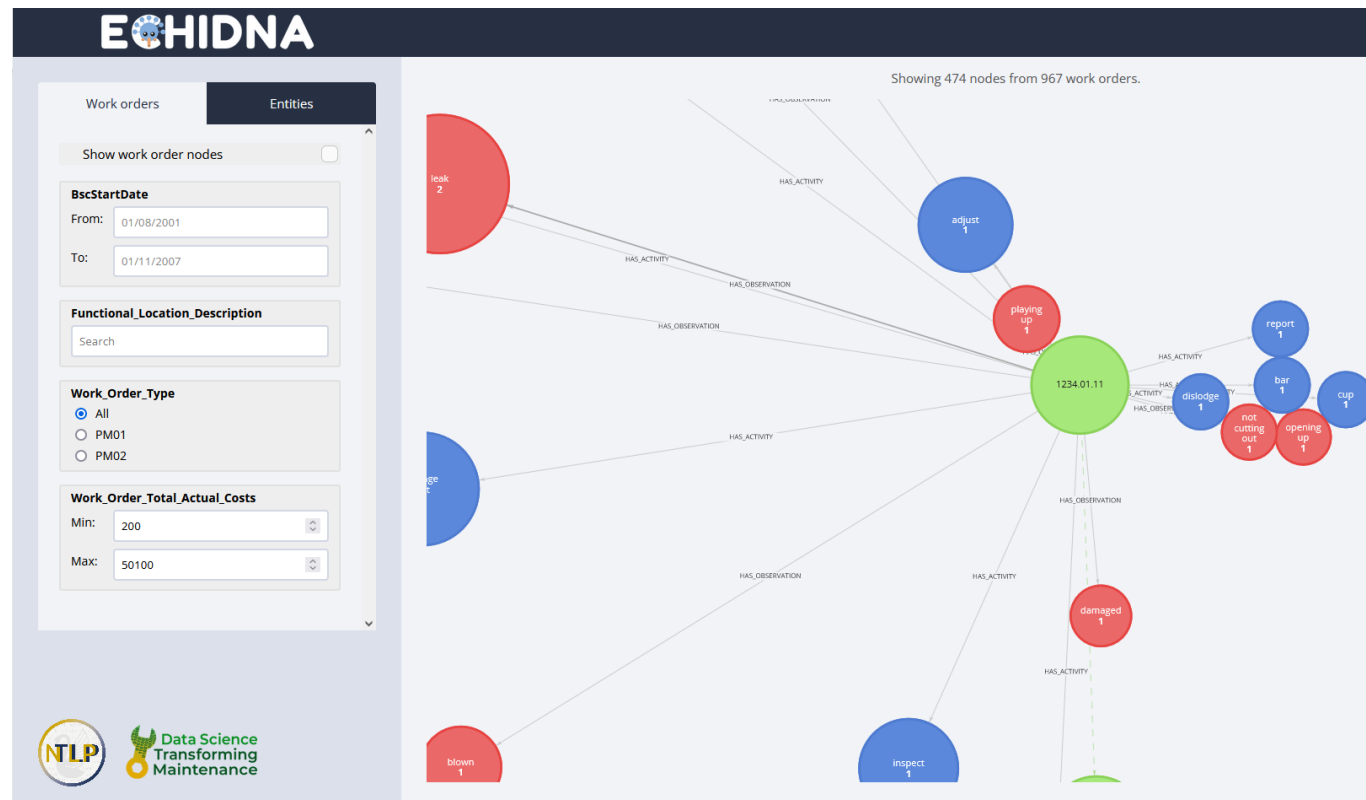 ECHIDNA
Work orders
Entities
Show work order nodes
BscStartDate
From:
01/08/2001
To:
01/11/2007
Functional_Location_Description
Search
Work_Order_Type
All
PM01
PM02
Work_Order_Total_Actual_Costs
Min:
200
Max:
50100
NTLP
Data Science
Transforming
Maintenance
Showing 474 nodes from 967 work orders.
HAS_OBSERVATION
leak
2
HAS_ACTIVITY
adjust
1
HAS_ACTIVITY
HAS_OBSERVATION
playing
up
1
HAS_OBSERVATION
report
1
HAS_ACTIVITY
1234.01.11
bar
1
cup
1
dislodge
1
not
cutting
out
1
opening
up
1
HAS_ACTIVITY
HAS_OBSERVATION
HAS_OBSERVATION
HAS_ACTIVITY
damaged
1
HAS_ACTIVITY
blown
1
inspect
1